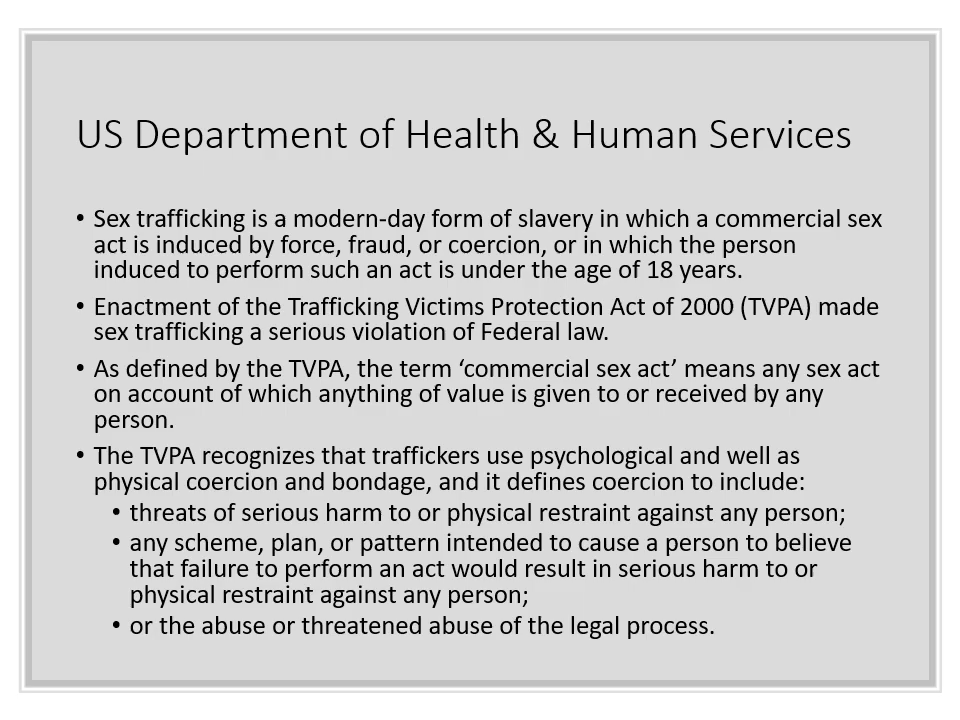 US Department of Health & Human Services
• Sex trafficking is a modern-day form of slavery in which a commercial sex
act is induced by force, fraud, or coercion, or in which the person
induced to perform such an act is under the age of 18 years.
• Enactment of the Trafficking Victims Protection Act of 2000 (TVPA) made
sex trafficking a serious violation of Federal law.
• As defined by the TVPA, the term ‘commercial sex act’ means any sex act
on account of which anything of value is given to or received by any
person.
• The TVPA recognizes that traffickers use psychological and well as
physical coercion and bondage, and it defines coercion to include:
• threats of serious harm to or physical restraint against any person;
• any scheme, plan, or pattern intended to cause a person to believe
that failure to perform an act would result in serious harm to or
physical restraint against any person;
• or the abuse or threatened abuse of the legal process.